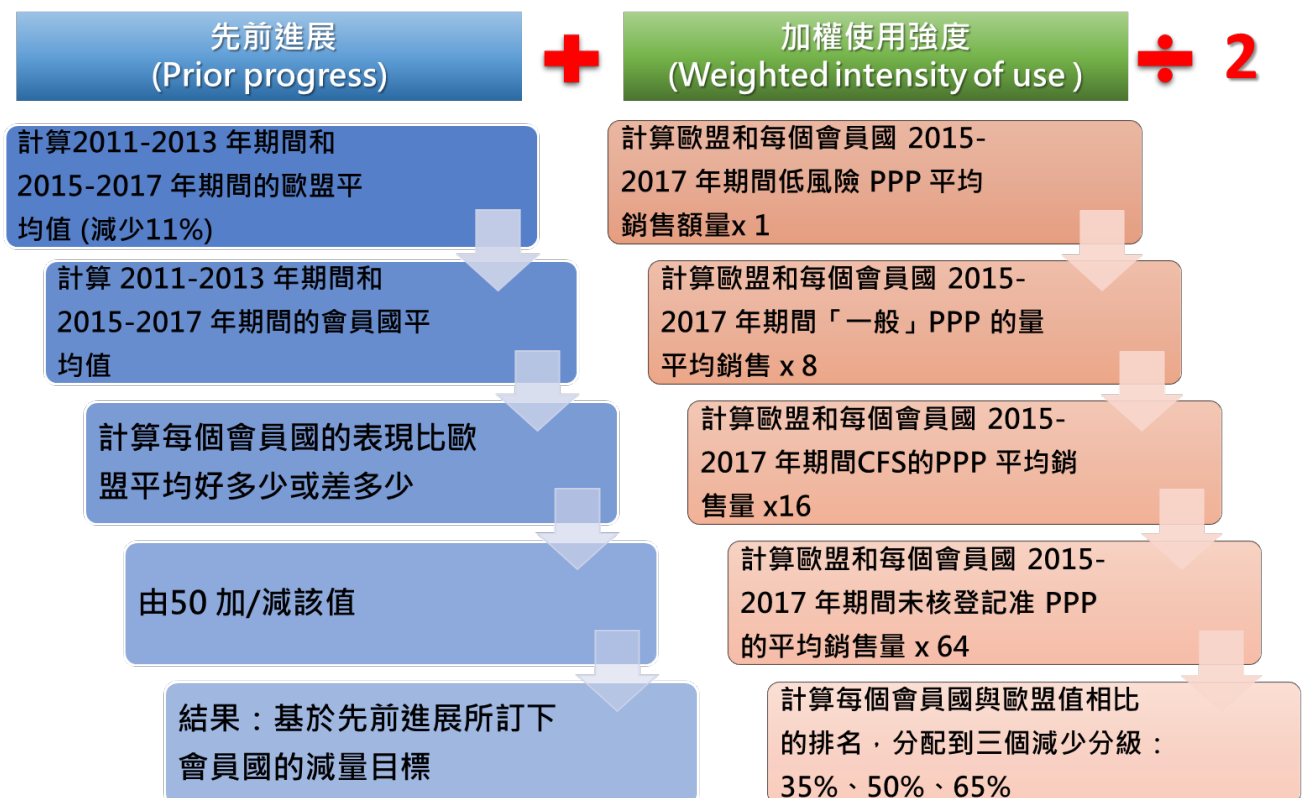 先前進展
(Prior progress)
+
加權使用強度
(Weighted intensity of use )
÷ 2
計算2011-2013 年期間和
2015-2017 年期間的歐盟平
均值 (減少11%)
計算 2011-2013 年期間和
2015-2017 年期間的會員國平
均值
計算每個會員國的表現比歐
盟平均好多少或差多少
由50 加/減該值
結果：基於先前進展所訂下
會員國的減量目標
計算歐盟和每個會員國 2015-
2017 年期間低風險 PPP 平均
銷售額量x 1
計算歐盟和每個會員國 2015-
2017 年期間「一般」PPP 的量
平均銷售 x 8
計算歐盟和每個會員國 2015-
2017 年期間CFS的PPP 平均銷
售量 x16
計算歐盟和每個會員國 2015-
2017 年期間未核登記准 PPP
的平均銷售量 x 64
計算每個會員國與歐盟值相比
的排名，分配到三個減少分級：
35%、50%、65%